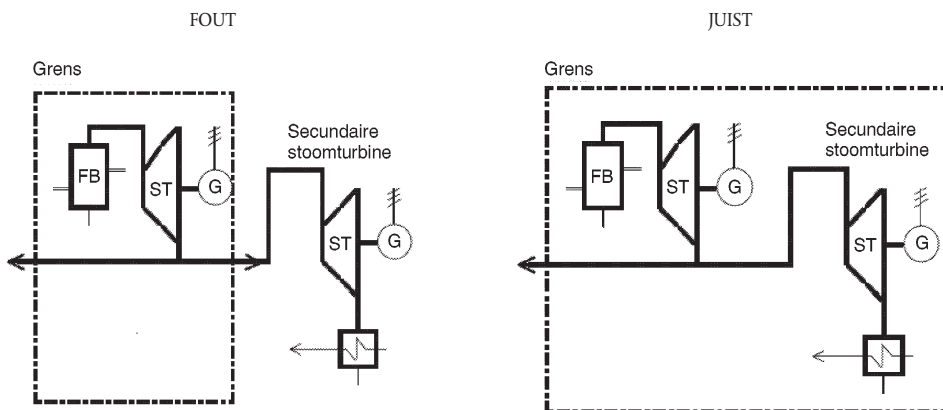 FOUT
JUIST
Grens
FB
ST
G
Secundaire
stoomturbine
ST
G
Grens
FB
ST
G
Secundaire
stoomturbine
ST
G